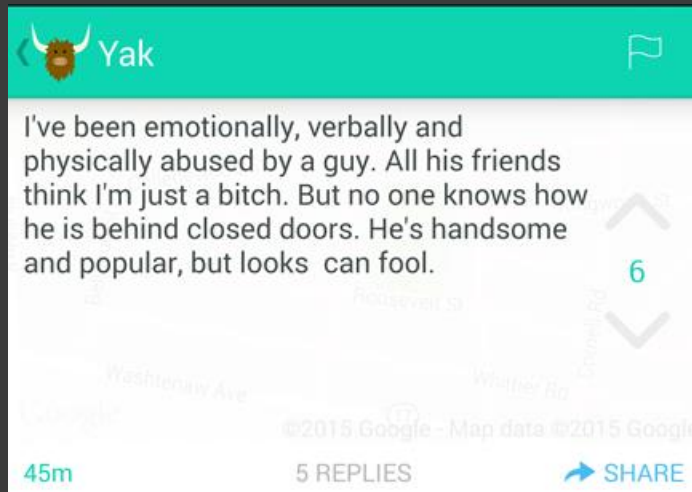 Yak
I've been emotionally, verbally and
physically abused by a guy. All his friends
think I'm just a bitch. But no one knows how
he is behind closed doors. He's handsome
and popular, but looks  can fool.
6
Roosevelt St
Washtenaw Ave
Whittier Rd
Google
©2015 Google - Map data ©2015 Google
45m
5 REPLIES
SHARE